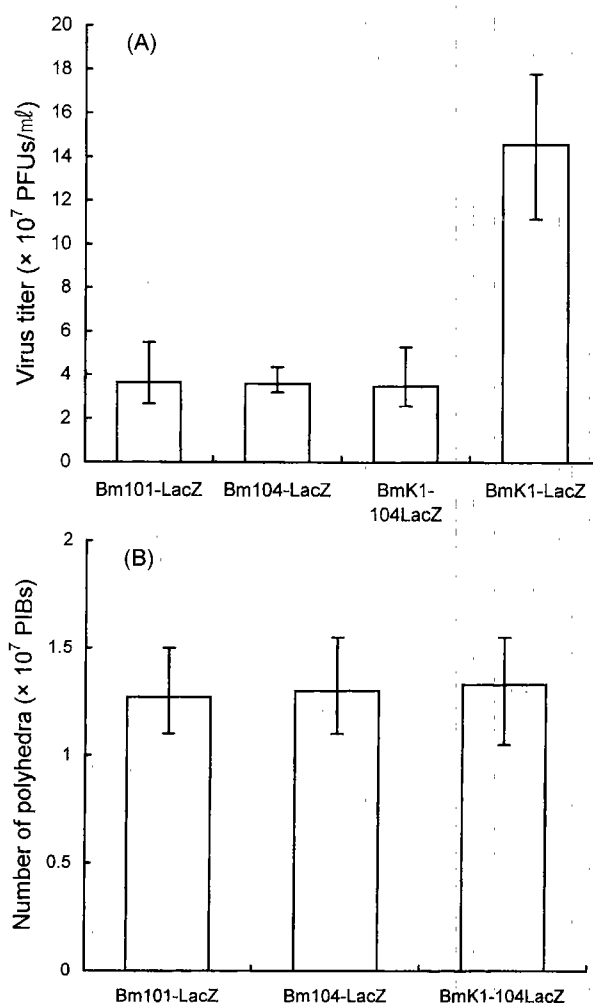 (A)
Virus titer (× 10⁷ PFUs/㎖)
20
18
16
14
12
10
8
6
4
2
0
Bm101-LacZ
Bm104-LacZ
BmK1-
104LacZ
BmK1-LacZ
(B)
Number of polyhedra (× 10⁷ PIBs)
2
1.5
1
0.5
0
Bm101-LacZ
Bm104-LacZ
BmK1-104LacZ